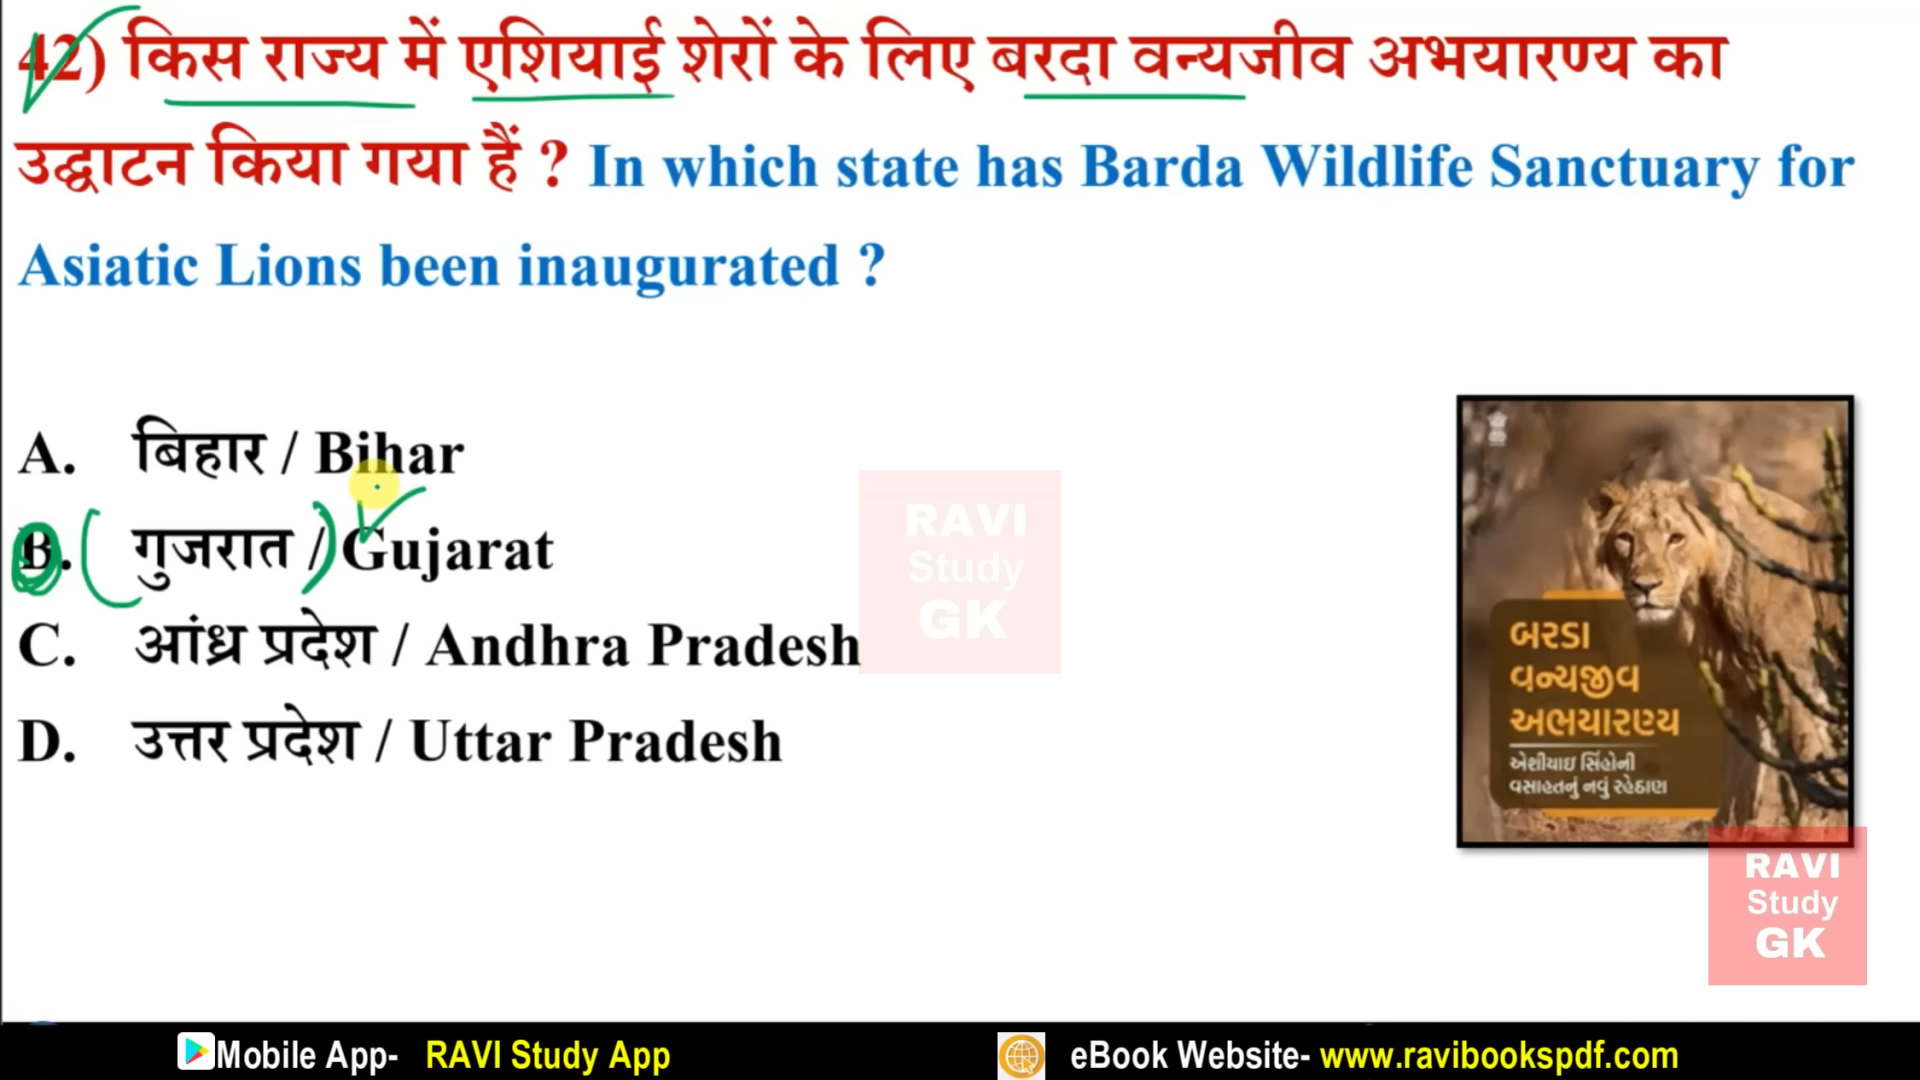 42) किस राज्य में एशियाई शेरों के लिए बरदा वन्यजीव अभयारण्य का
उद्घाटन किया गया हैं ? In which state has Barda Wildlife Sanctuary for
Asiatic Lions been inaugurated ?
A. बिहार / Bihar
B. गुजरात / Gujarat
C. आंध्र प्रदेश / Andhra Pradesh
D. उत्तर प्रदेश / Uttar Pradesh
RAVI
Study
GK
બરડા
વન્યજીવ
અભયારણ્ય
એશીયાઇ સિંહોની
વસાહતનું નવું રહેઠાણ
RAVI
Study
GK
Mobile App- RAVI Study App
eBook Website- www.ravibookspdf.com